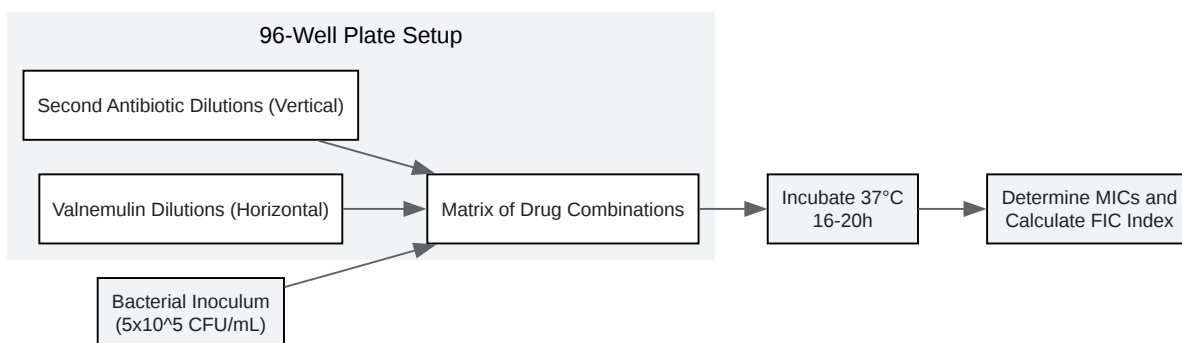 96-Well Plate Setup
Second Antibiotic Dilutions (Vertical)
Valnemulin Dilutions (Horizontal)
Bacterial Inoculum
(5x10^5 CFU/mL)
Matrix of Drug Combinations
Incubate 37°C
16-20h
Determine MICs and
Calculate FIC Index